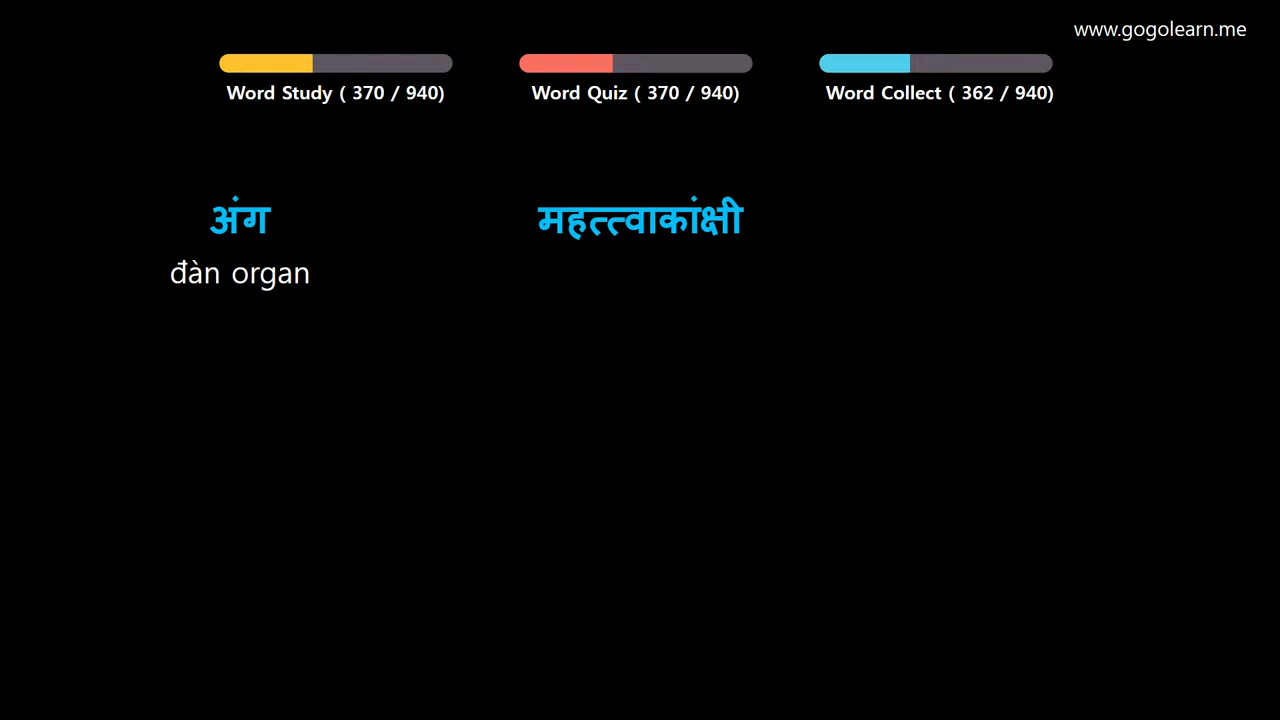 www.gogolearn.me
Word Study ( 370 / 940)
Word Quiz ( 370 / 940)
Word Collect ( 362 / 940)
अंग
महत्त्वाकांक्षी
đàn organ